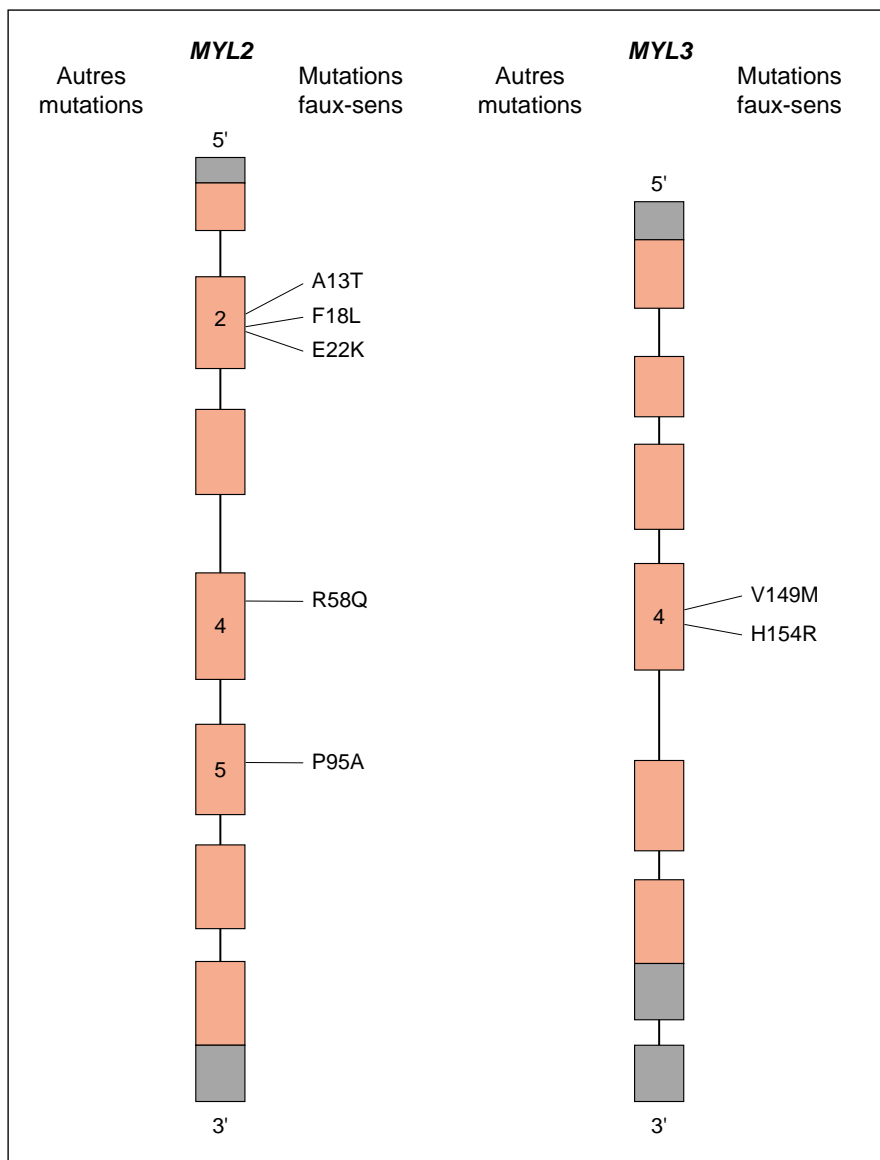 MYL2
Autres
mutations
Mutations
faux-sens
5'
2
A13T
F18L
E22K
4
R58Q
5
P95A
3'
MYL3
Autres
mutations
Mutations
faux-sens
5'
4
V149M
H154R
3'